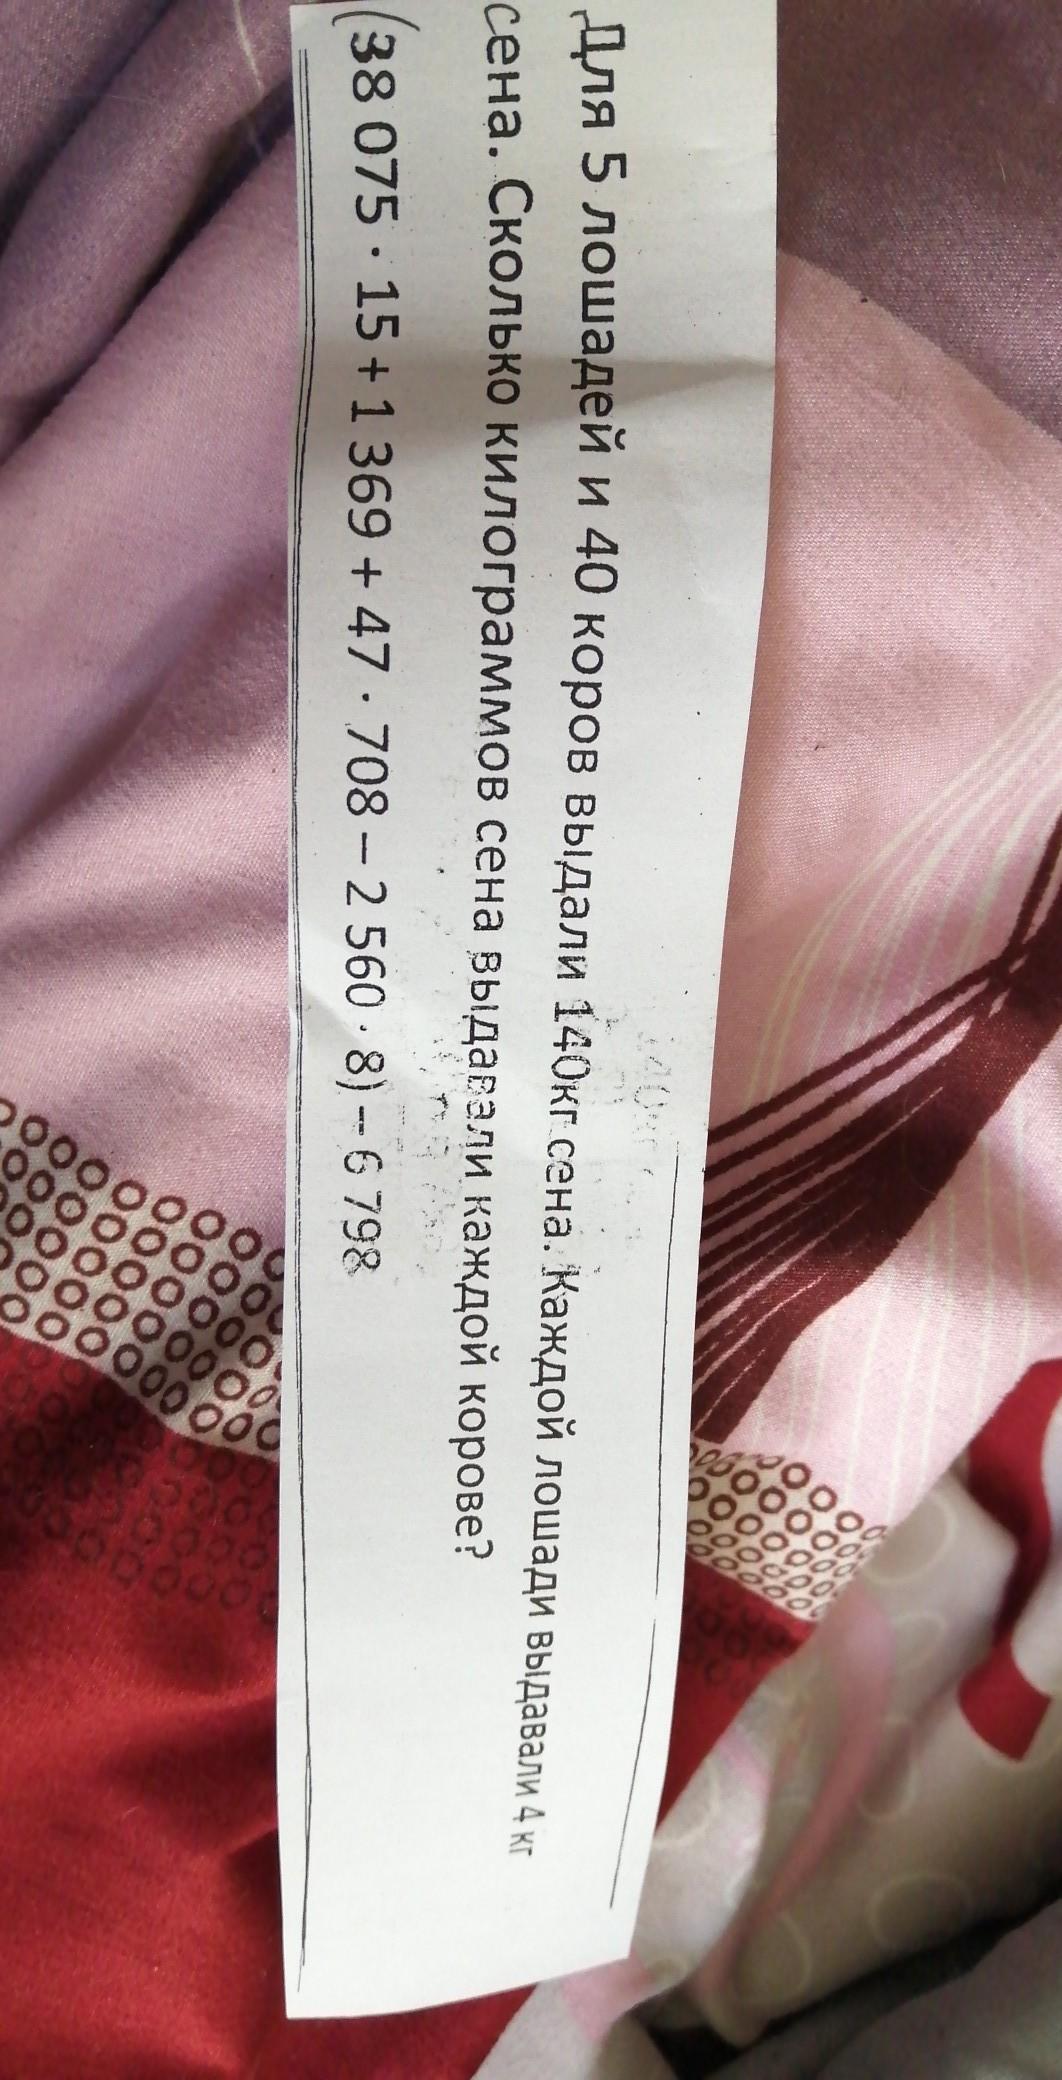 Для 5 лошадей и 40 коров выдали 140кг сена. Каждой лошади выдавали 4 кг
сена. Сколько килограммов сена выдавали каждой корове?
(38 075 · 15 + 1 369 + 47 · 708 – 2 560 · 8) – 6 798